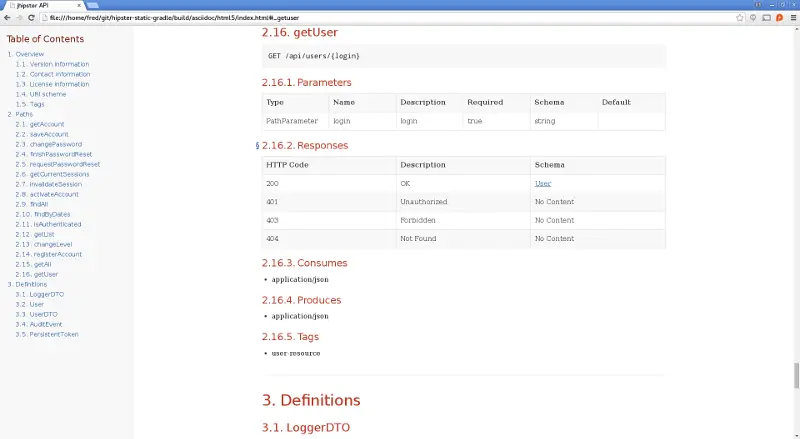 jhipster API
file:///home/fred/git/hipster-static-gradle/build/asciidoc/html5/index.html#_getuser
Table of Contents
1. Overview
1.1. Version information
1.2. Contact information
1.3. License information
1.4. URI scheme
1.5. Tags
2. Paths
2.1. getAccount
2.2. saveAccount
2.3. changePassword
2.4. finishPasswordReset
2.5. requestPasswordReset
2.6. getCurrentSessions
2.7. invalidateSession
2.8. activateAccount
2.9. findAll
2.10. findByDates
2.11. isAuthenticated
2.12. getList
2.13. changeLevel
2.14. registerAccount
2.15. getAll
2.16. getUser
3. Definitions
3.1. LoggerDTO
3.2. User
3.3. UserDTO
3.4. AuditEvent
3.5. PersistentToken
2.16. getUser
GET /api/users/{login}
2.16.1. Parameters
Type Name Description Required Schema Default
PathParameter login login true string
§ 2.16.2. Responses
HTTP Code Description Schema
200 OK User
401 Unauthorized No Content
403 Forbidden No Content
404 Not Found No Content
2.16.3. Consumes
• application/json
2.16.4. Produces
• application/json
2.16.5. Tags
• user-resource
3. Definitions
3.1. LoggerDTO